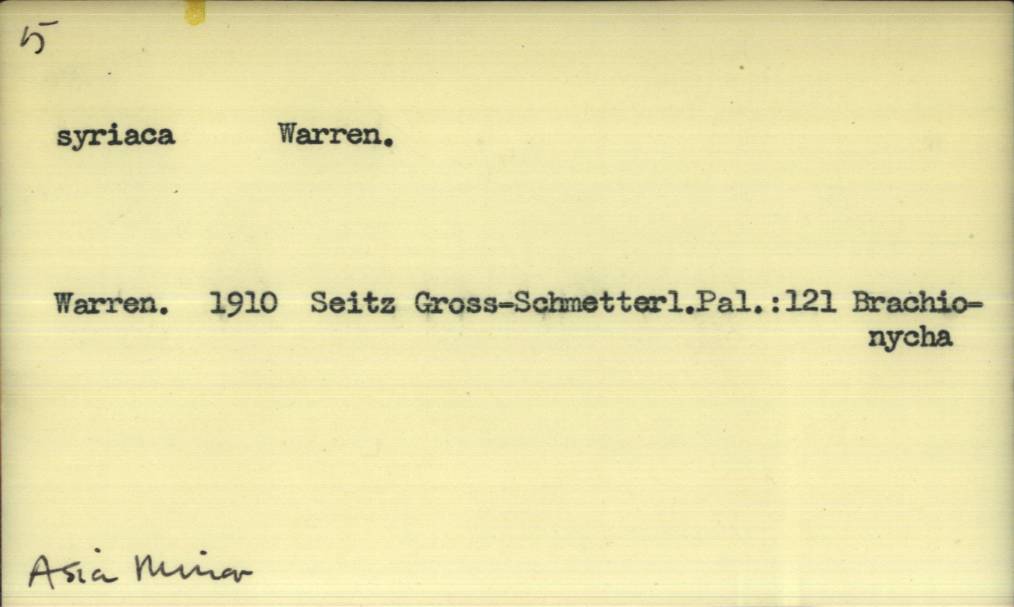 5
syriaca Warren.
Warren. 1910 Seitz Gross-Schmetterl.Pal.:121 Brachio-
nycha
Asia Minor